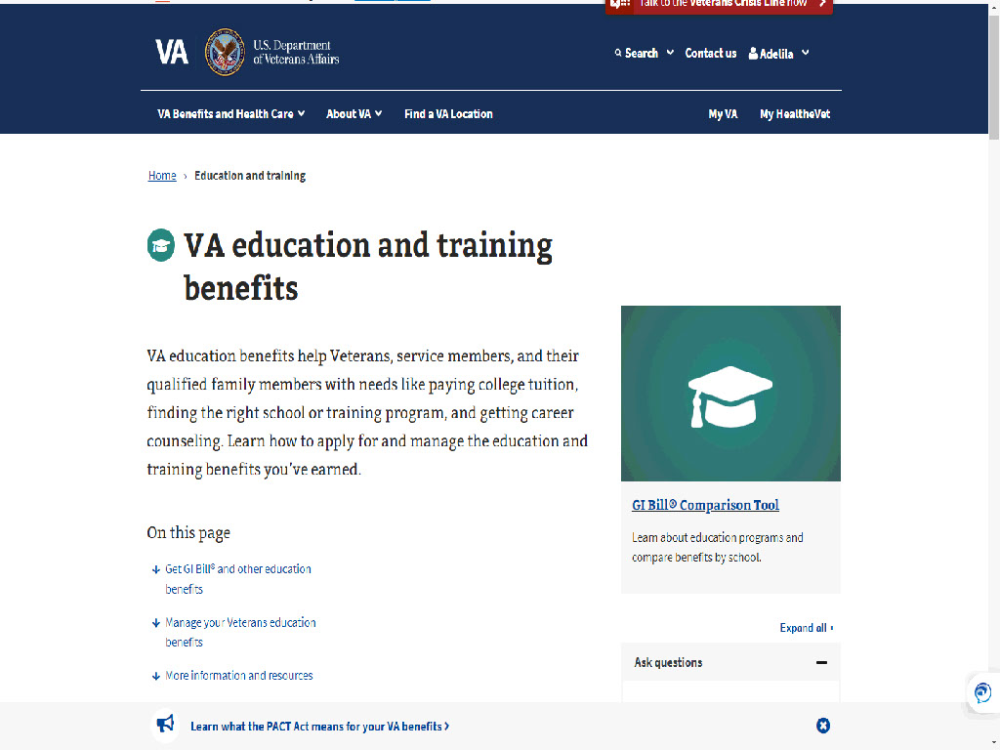 Talk to the Veterans Crisis Line now
VA
U.S. Department
of Veterans Affairs
Search
Contact us
Adelila
VA Benefits and Health Care
About VA
Find a VA Location
My VA
My HealtheVet
Home › Education and training
VA education and training
benefits
VA education benefits help Veterans, service members, and their
qualified family members with needs like paying college tuition,
finding the right school or training program, and getting career
counseling. Learn how to apply for and manage the education and
training benefits you’ve earned.
GI Bill® Comparison Tool
Learn about education programs and
compare benefits by school.
On this page
Get GI Bill® and other education
benefits
Manage your Veterans education
benefits
More information and resources
Expand all
Ask questions
Learn what the PACT Act means for your VA benefits